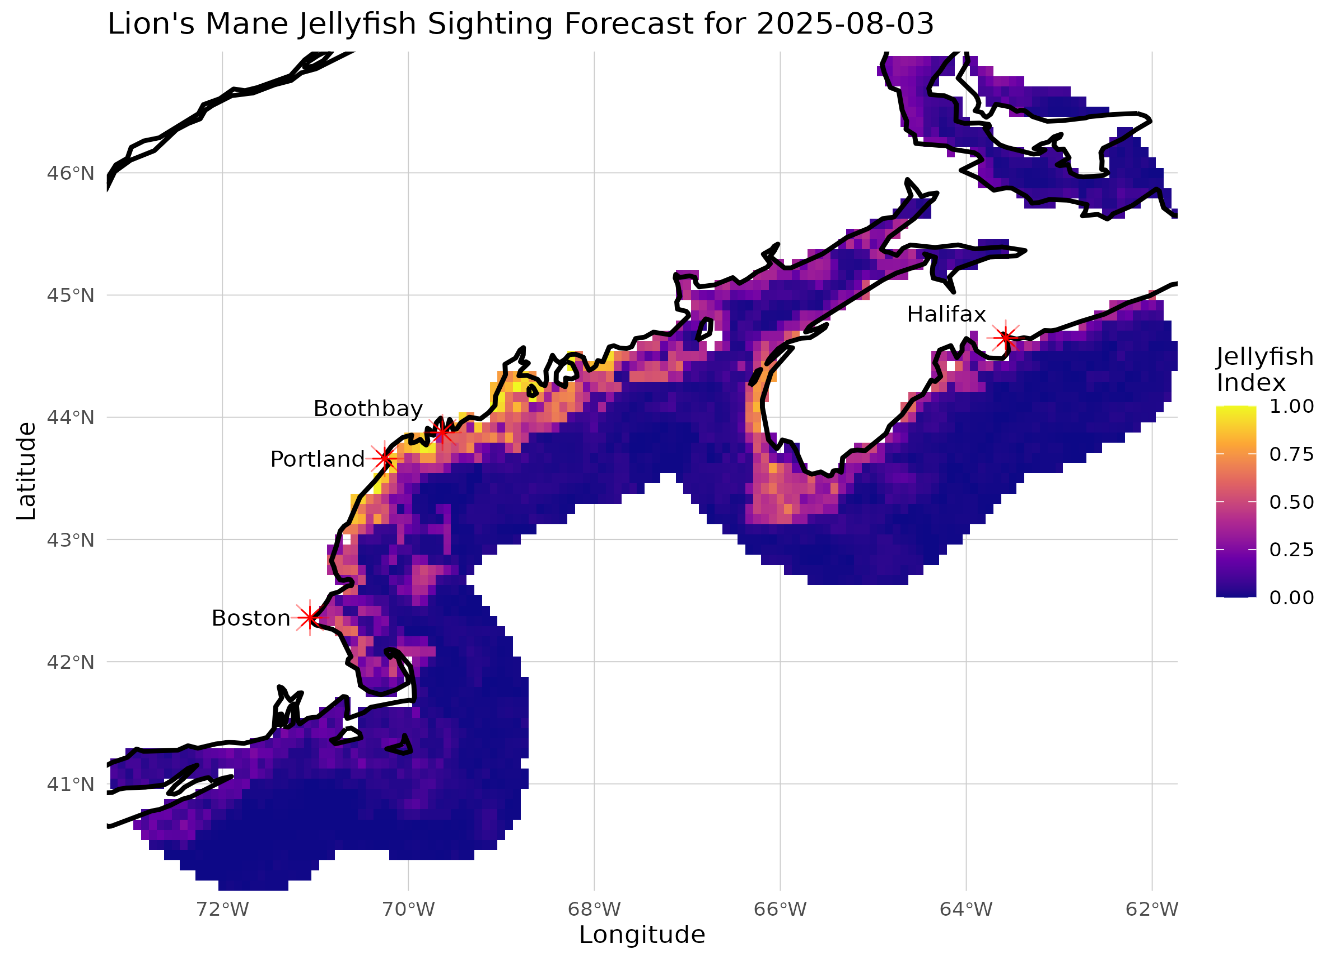 Lion's Mane Jellyfish Sighting Forecast for 2025-08-03
46°N
45°N
44°N
43°N
42°N
41°N
Latitude
Halifax
Boothbay
Portland
Boston
72°W
70°W
68°W
66°W
64°W
62°W
Longitude
Jellyfish
Index
1.00
0.75
0.50
0.25
0.00